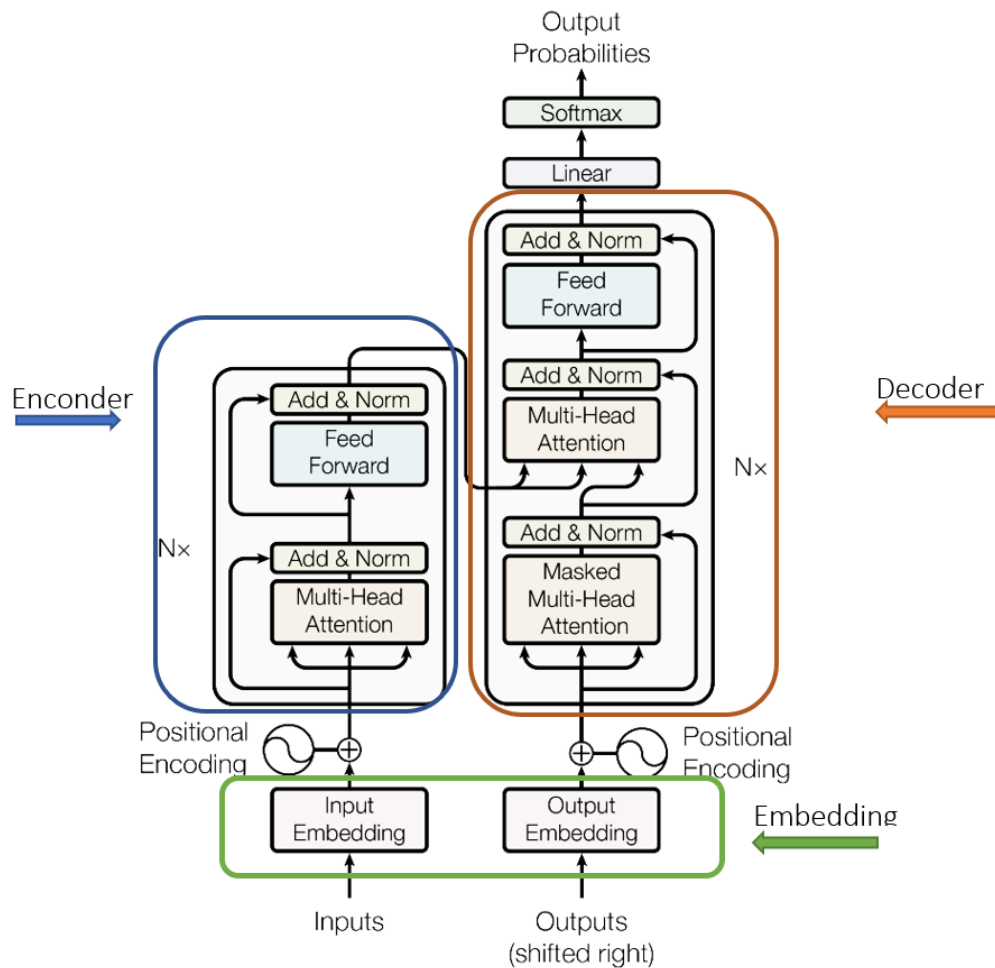 Output
Probabilities
Softmax
Linear
Add & Norm
Feed
Forward
Add & Norm
Multi-Head
Attention
Add & Norm
Masked
Multi-Head
Attention
Nx
Decoder
Enconder
Add & Norm
Feed
Forward
Add & Norm
Multi-Head
Attention
Nx
Positional
Encoding
Positional
Encoding
Input
Embedding
Output
Embedding
Embedding
Inputs
Outputs
(shifted right)